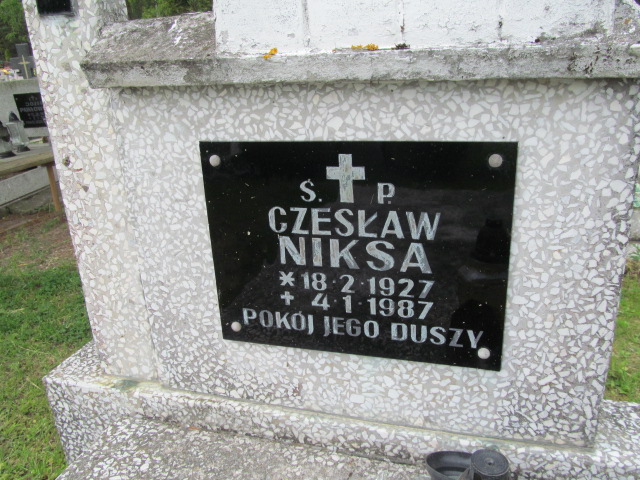 Ś. P.
CZESŁAW
NIKSA
* 18·2·1927
+ 4·1·1987
POKÓJ JEGO DUSZY